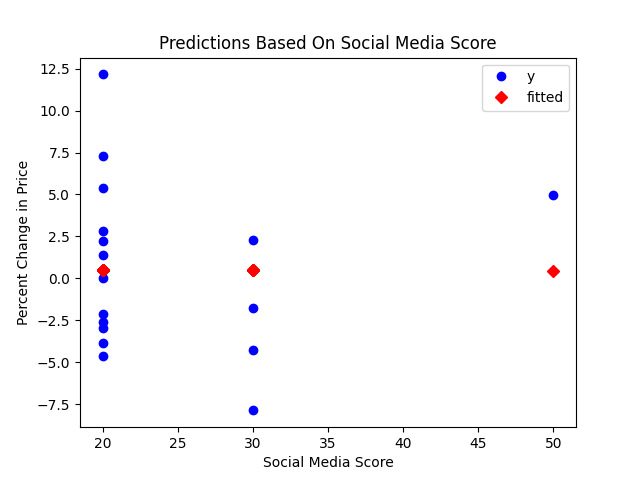 Predictions Based On Social Media Score
y
fitted
12.5
10.0
7.5
5.0
2.5
0.0
−2.5
−5.0
−7.5
Percent Change in Price
20 25 30 35 40 45 50
Social Media Score